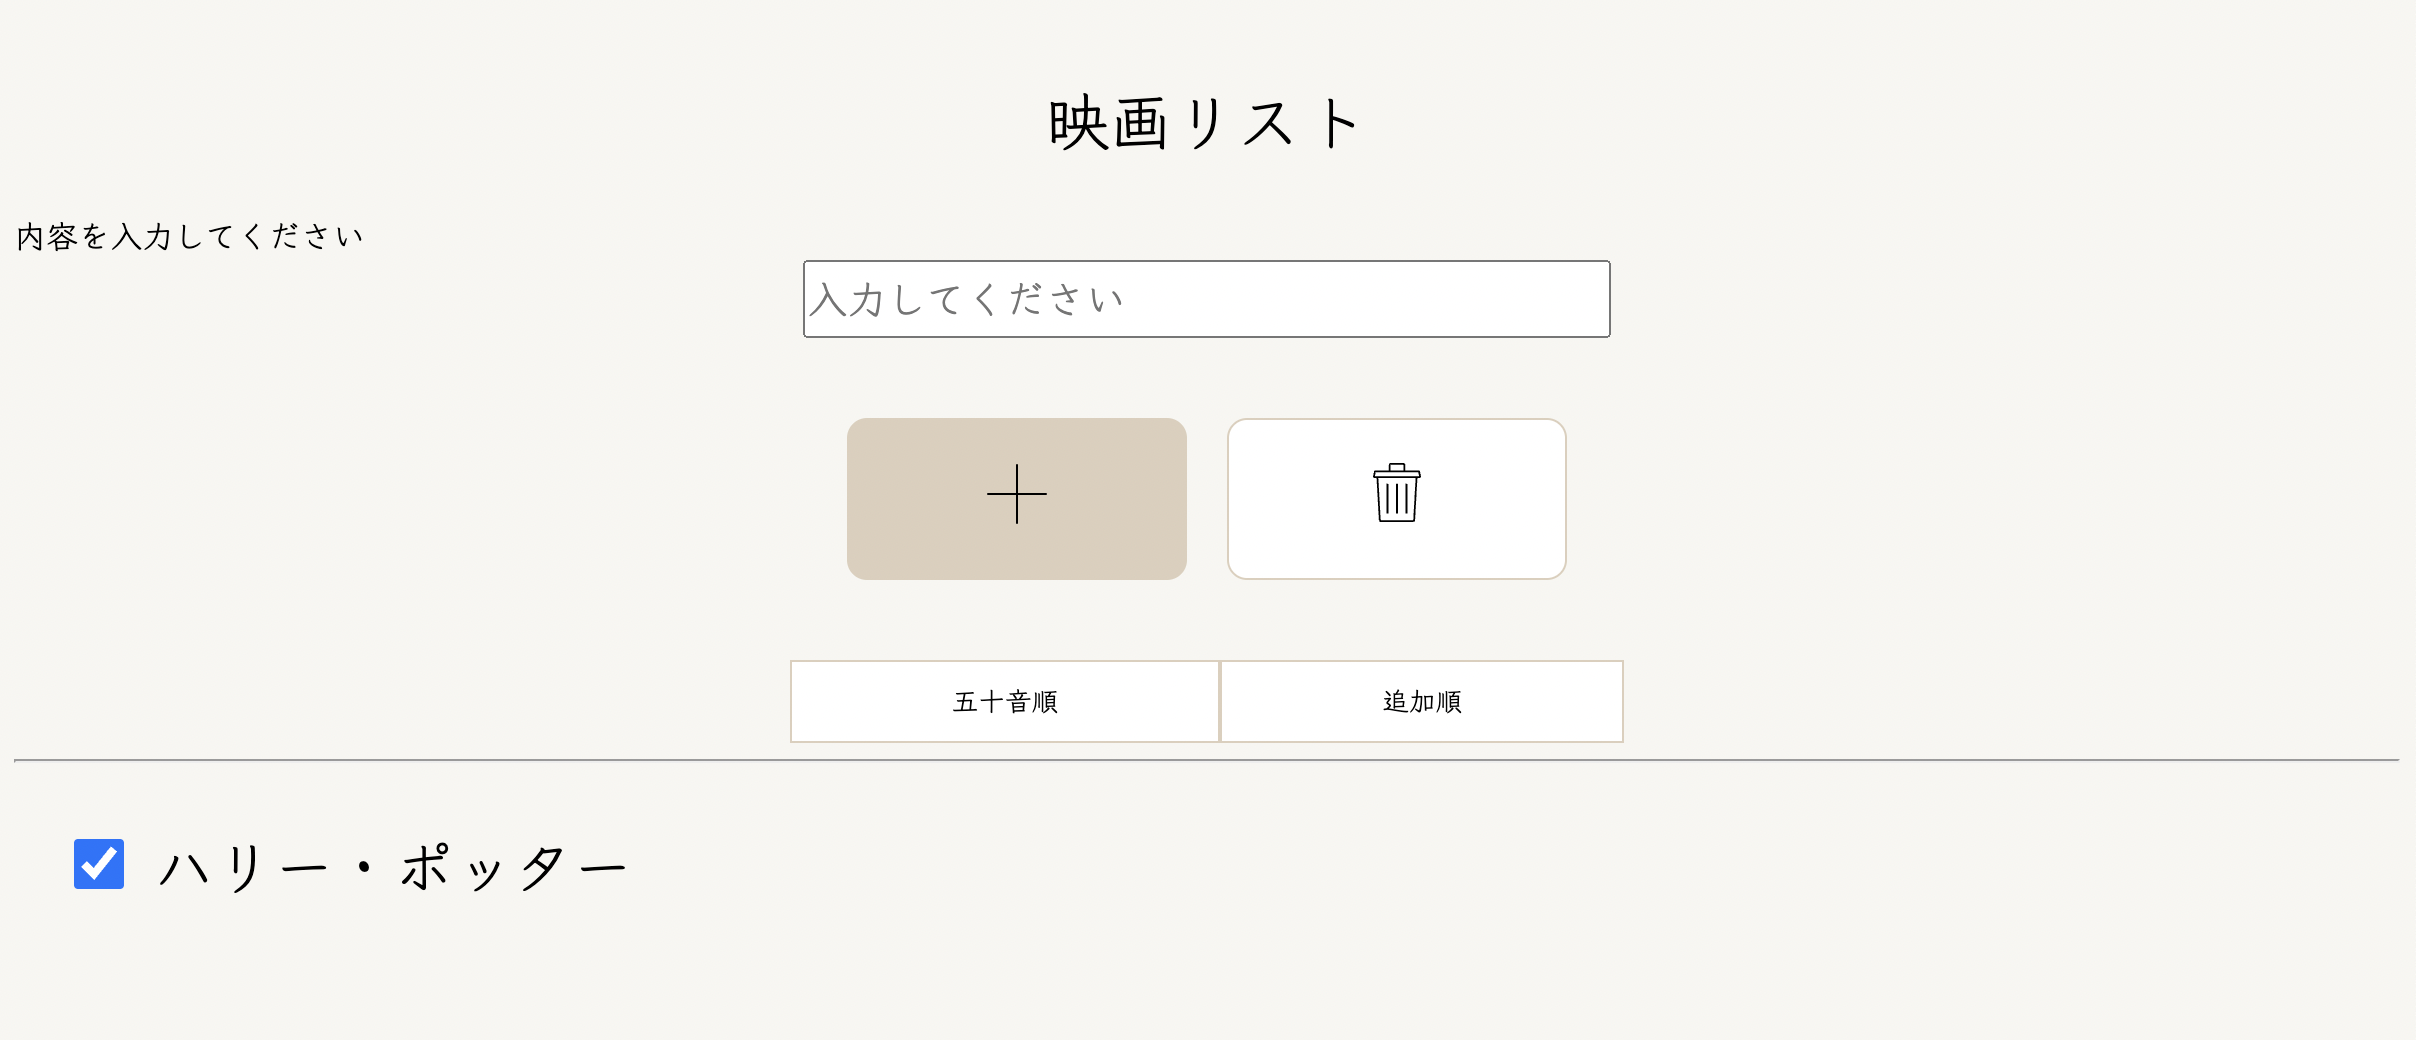 映画リスト
内容を入力してください
入力してください
五十音順
追加順
ハリー・ポッター